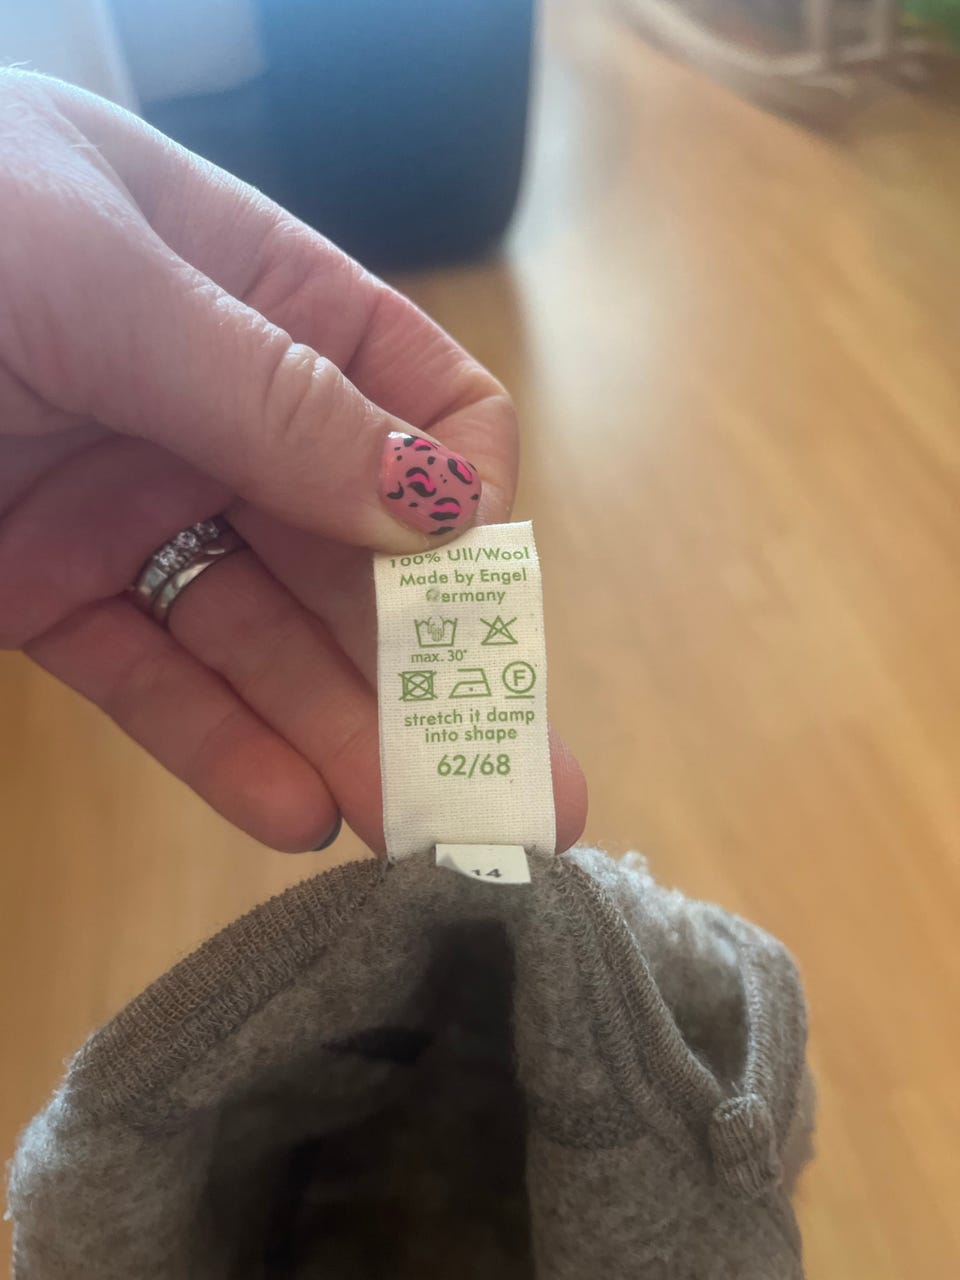 100% Ull/Wool
Made by Engel
Germany
max. 30°
F
stretch it damp
into shape
62/68
14